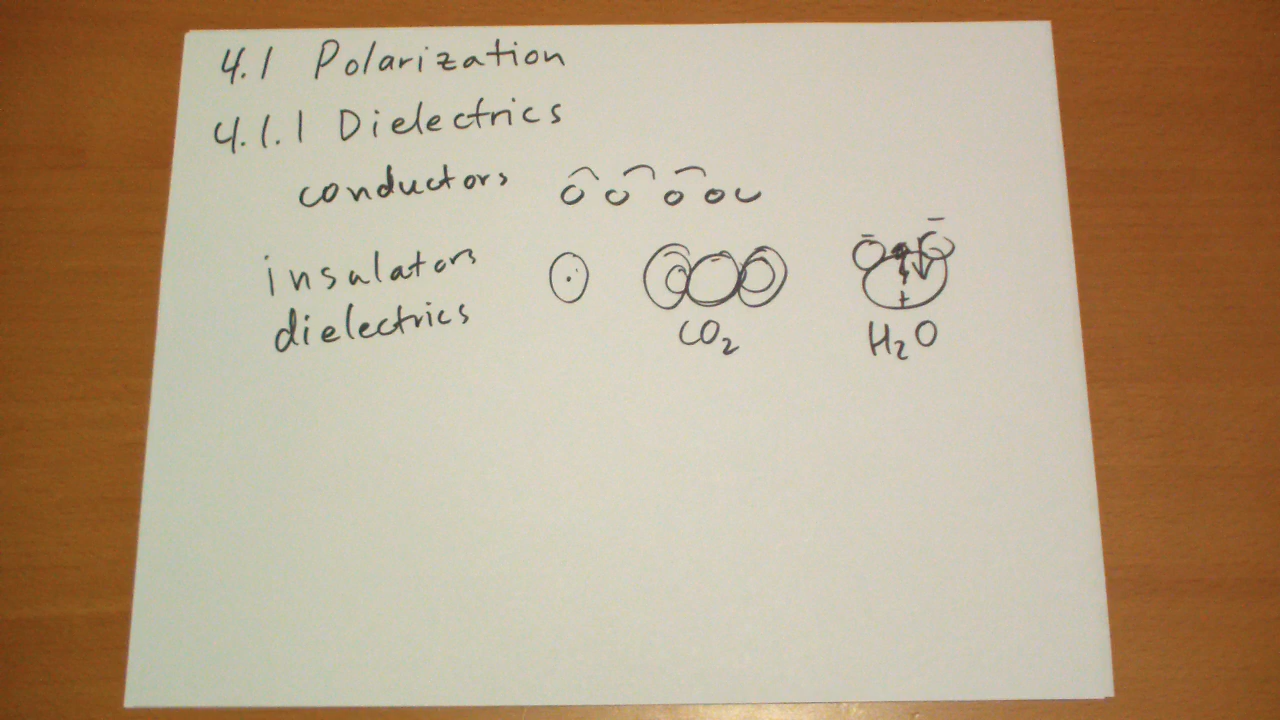 4.1 Polarization
4.1.1 Dielectrics
conductors
insulators
dielectrics
CO2
H2O